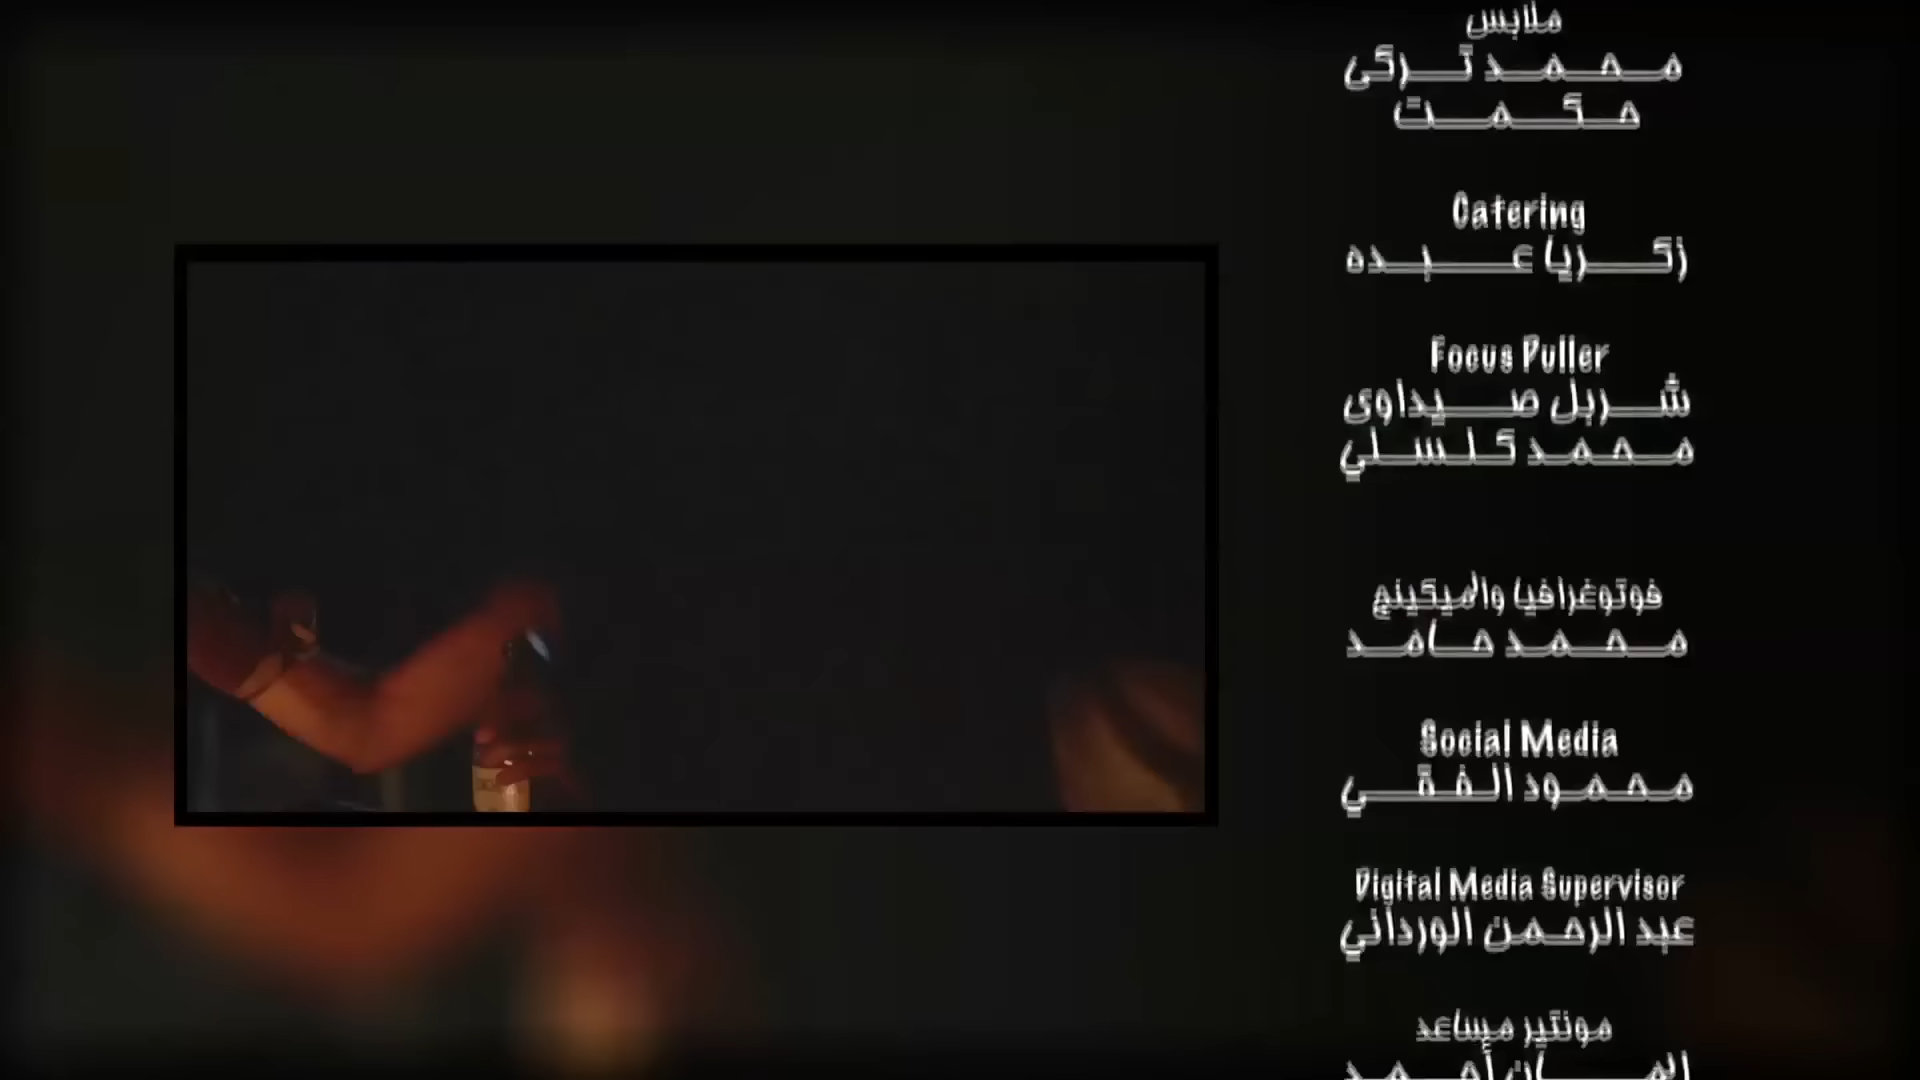 ملابس
محمد تركى
حكمت
Catering
زكريا عبده
Focus Puller
شربل صيداوى
محمد كلسلي
فوتوغرافيا والميكينج
محمد حامد
Social Media
محمود الفقي
Digital Media Supervisor
عبد الرحمن الورداني
مونتير مساعد
أحمد